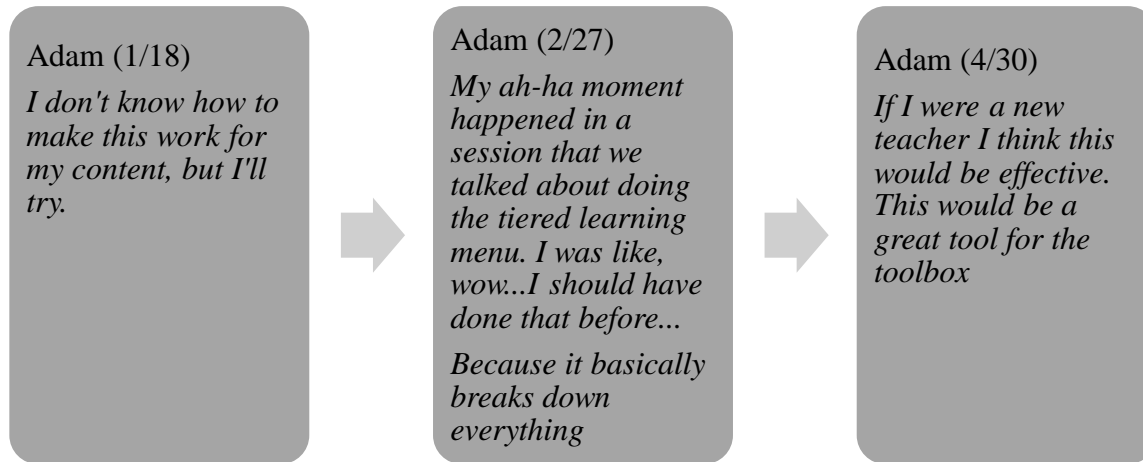 Adam (1/18)
I don't know how to
make this work for
my content, but I'll
try.
Adam (2/27)
My ah-ha moment
happened in a
session that we
talked about doing
the tiered learning
menu. I was like,
wow...I should have
done that before...
Because it basically
breaks down
everything
Adam (4/30)
If I were a new
teacher I think this
would be effective.
This would be a
great tool for the
toolbox